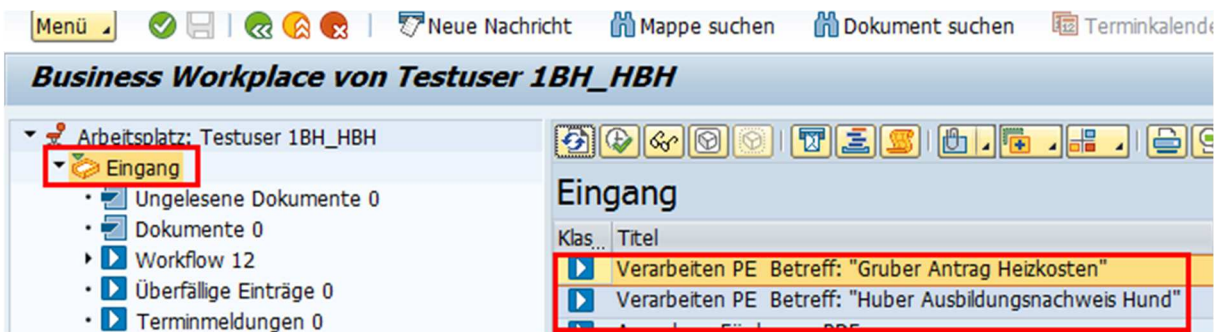 Menü Neue Nachricht Mappe suchen Dokument suchen Terminkalende
Business Workplace von Testuser 1BH_HBH
Arbeitsplatz: Testuser 1BH_HBH
Eingang
Ungelesene Dokumente 0
Dokumente 0
Workflow 12
Überfällige Einträge 0
Terminmeldungen 0
Eingang
Klas... Titel
Verarbeiten PE Betreff: "Gruber Antrag Heizkosten"
Verarbeiten PE Betreff: "Huber Ausbildungsnachweis Hund"